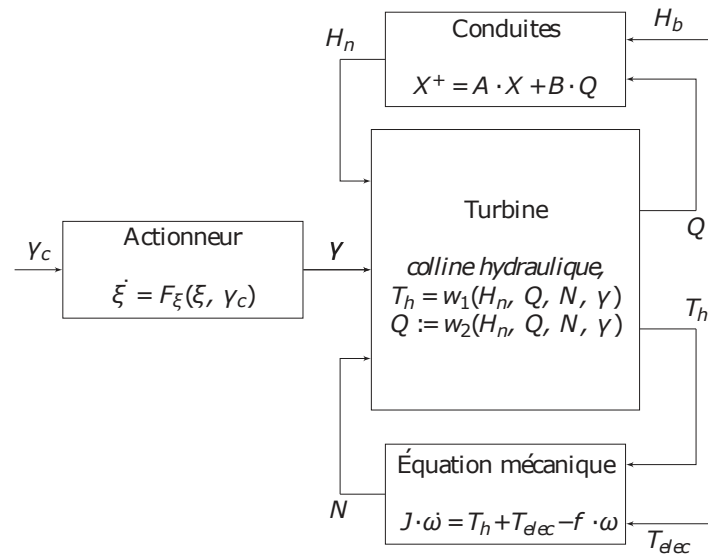 H_n
Conduites
H_b
X⁺ = A · X + B · Q
Turbine
Q
γ_c
Actionneur
γ
ξ̇ = F_ξ(ξ, γ_c)
colline hydraulique,
T_h = w_1(H_n, Q, N, γ)
Q := w_2(H_n, Q, N, γ)
T_h
Équation mécanique
N
J · ω̇ = T_h + T_elec − f · ω
T_elec